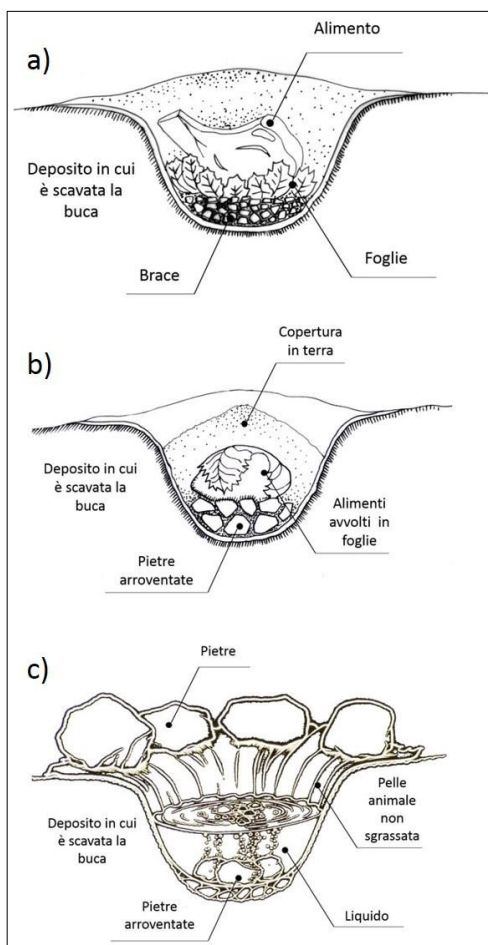 a)
Alimento
Deposito in cui
è scavata la
buca
Brace
Foglie
b)
Copertura
in terra
Deposito in cui
è scavata la
buca
Alimenti
avvolti in
foglie
Pietre
arroventate
c)
Pietre
Deposito in cui
è scavata la
buca
Pelle
animale
non
sgrassata
Pietre
arroventate
Liquido